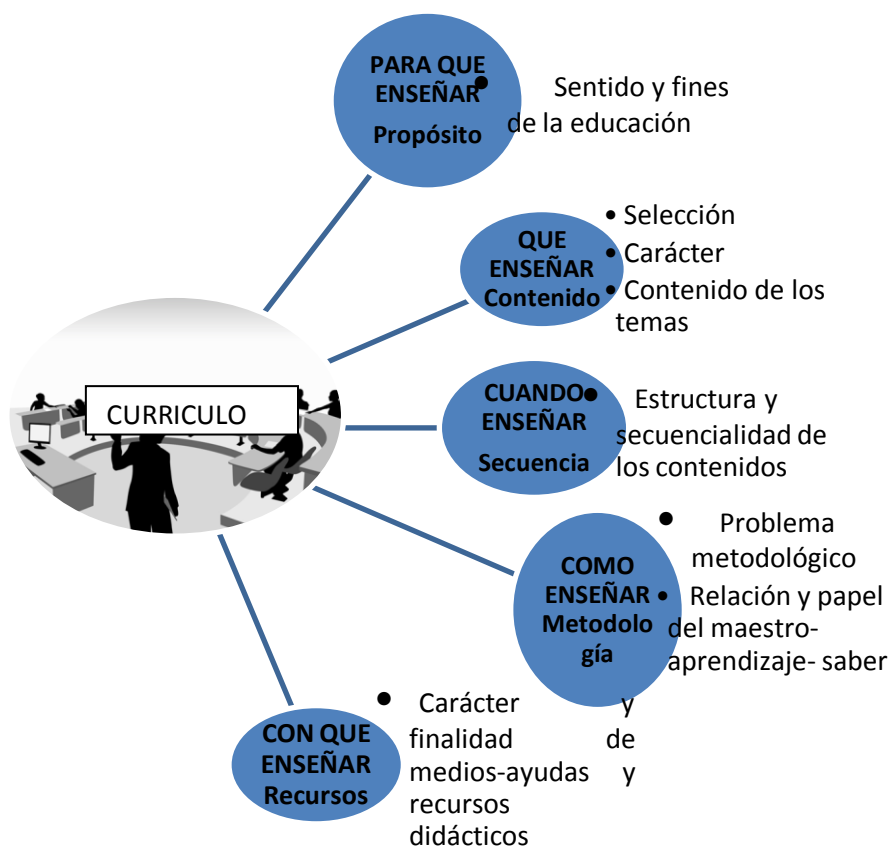 PARA QUE
ENSEÑAR
Propósito
• Sentido y fines
de la educación
QUE
ENSEÑAR
Contenido
• Selección
• Carácter
• Contenido de los
temas
CURRICULO
CUANDO
ENSEÑAR
Secuencia
• Estructura y
secuencialidad de
los contenidos
COMO
ENSEÑAR
Metodolo
gía
• Problema
metodológico
• Relación y papel
del maestro-
aprendizaje- saber
CON QUE
ENSEÑAR
Recursos
• Carácter y
finalidad de
medios-ayudas y
recursos
didácticos